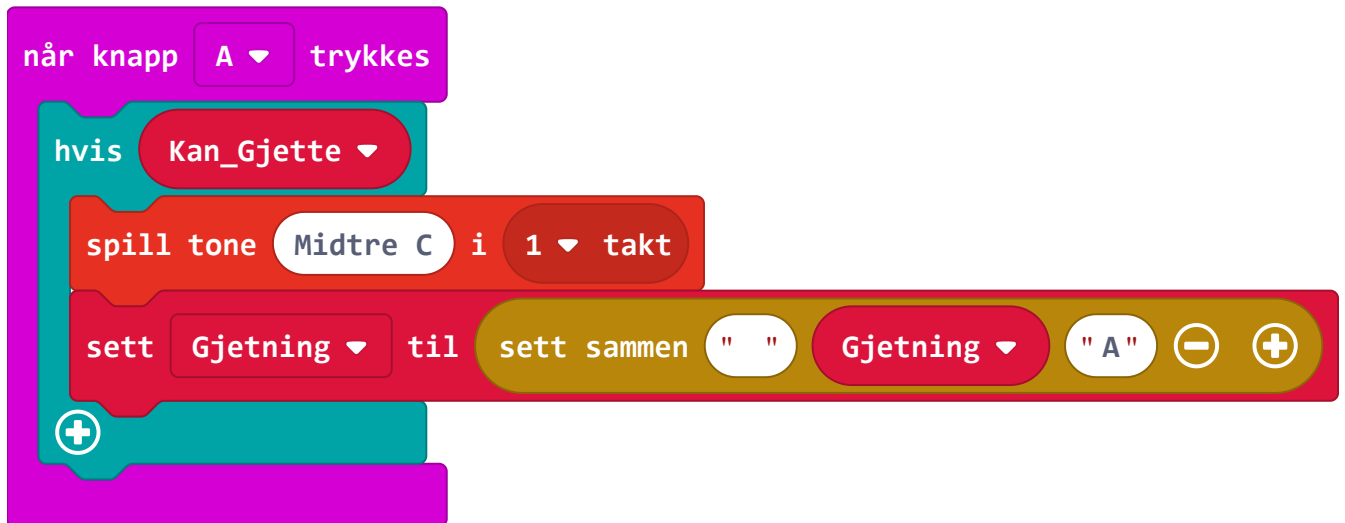 når knapp A trykkes
hvis Kan_Gjette
spill tone Midtre C i 1 takt
sett Gjetning til sett sammen " " Gjetning "A"